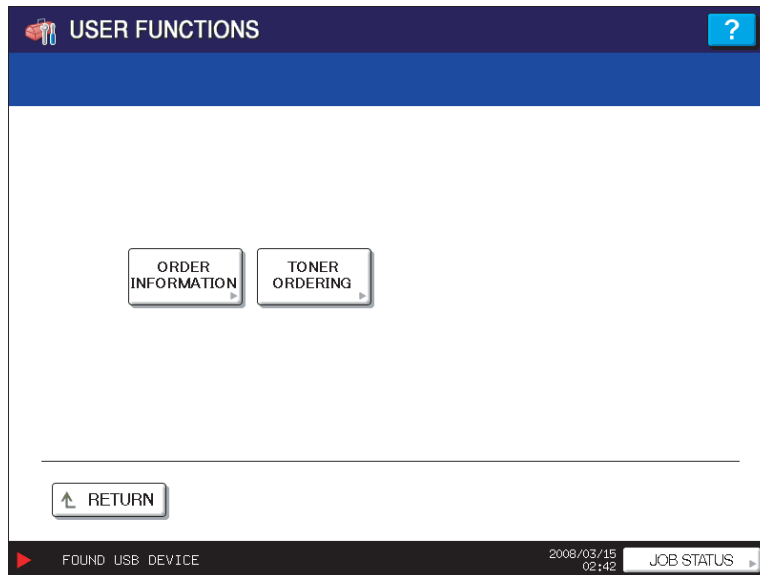 USER FUNCTIONS
?
ORDER
INFORMATION
TONER
ORDERING
RETURN
FOUND USB DEVICE
2008/03/15
02:42
JOB STATUS